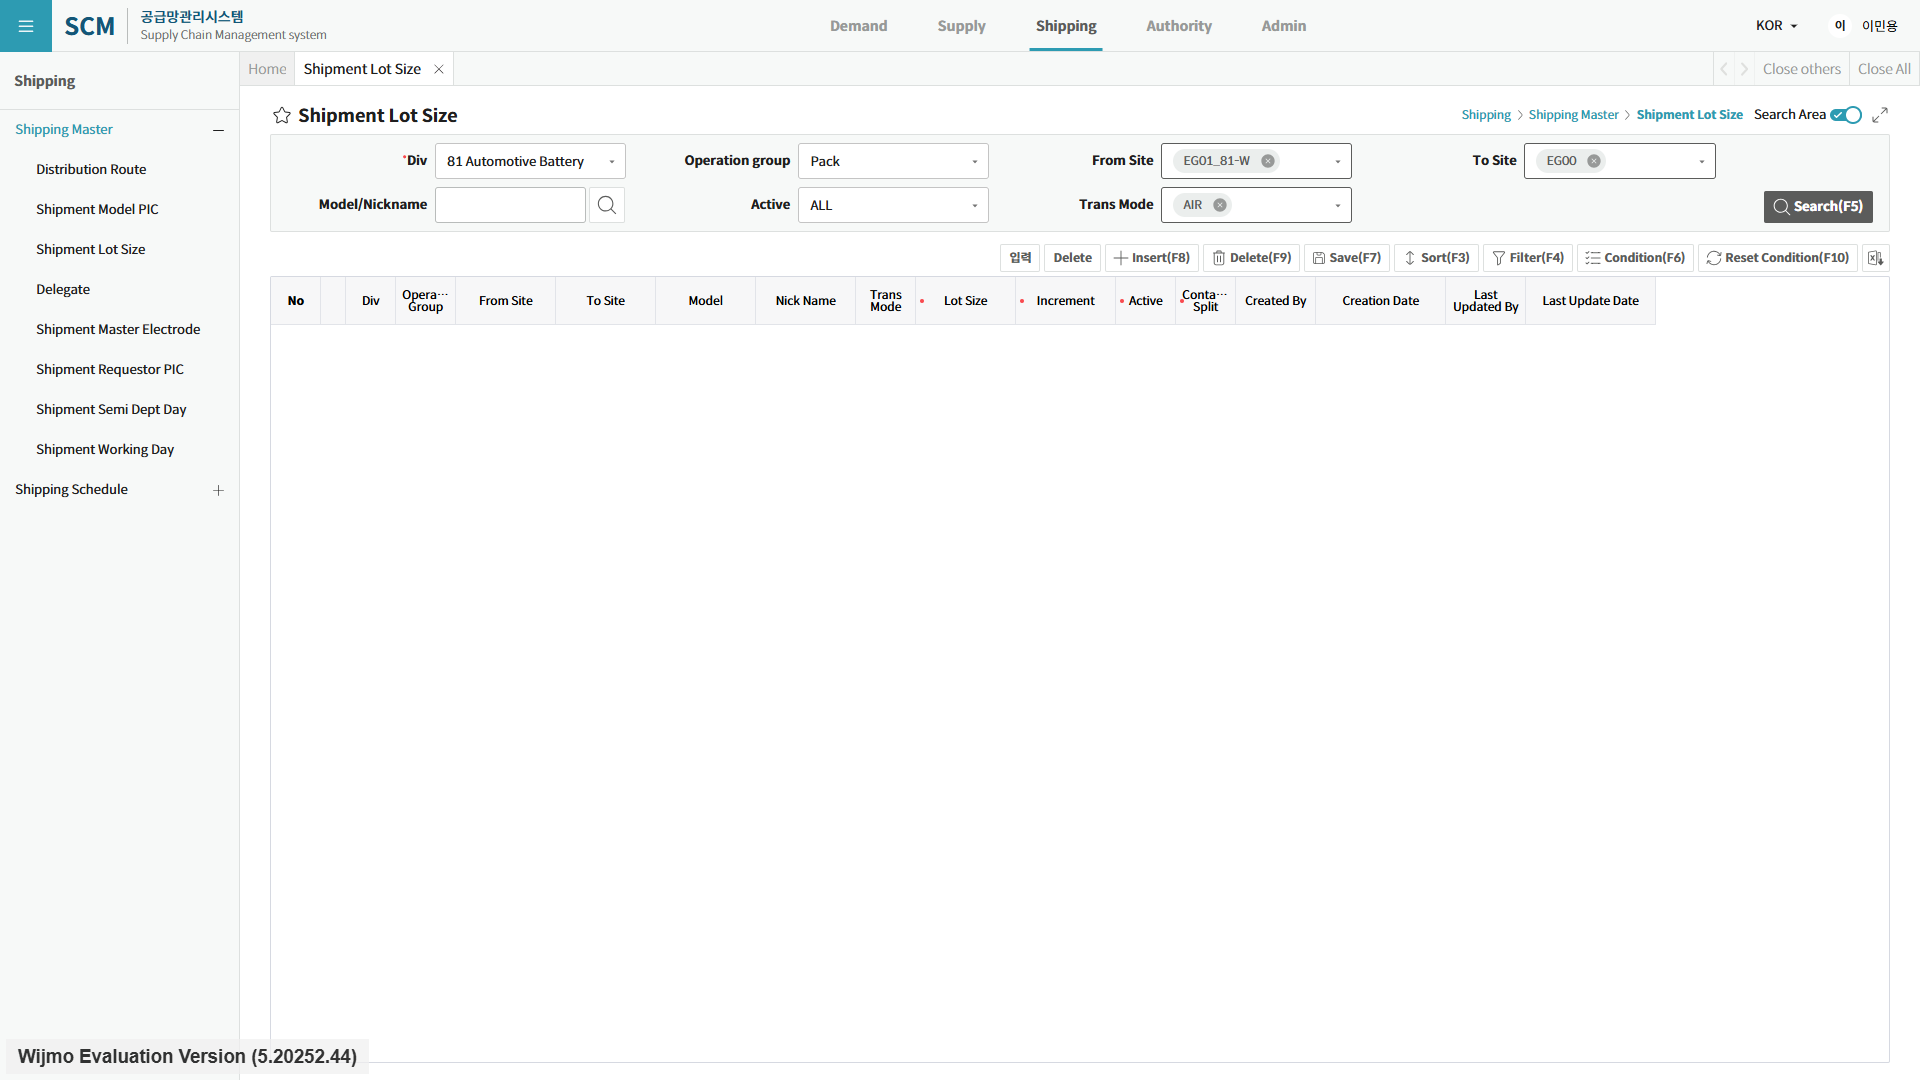 SCM
공급망관리시스템
Supply Chain Management system
Demand
Supply
Shipping
Authority
Admin
KOR
이
이민용
Shipping
Home
Shipment Lot Size
Close others
Close All
Shipping Master
Distribution Route
Shipment Model PIC
Shipment Lot Size
Delegate
Shipment Master Electrode
Shipment Requestor PIC
Shipment Semi Dept Day
Shipment Working Day
Shipping Schedule
Shipment Lot Size
Shipping > Shipping Master > Shipment Lot Size
Search Area
*Div
81 Automotive Battery
Operation group
Pack
From Site
EG01_81-W
To Site
EG00
Model/Nickname
Active
ALL
Trans Mode
AIR
Search(F5)
입력
Delete
Insert(F8)
Delete(F9)
Save(F7)
Sort(F3)
Filter(F4)
Condition(F6)
Reset Condition(F10)
No
Div
Opera···
Group
From Site
To Site
Model
Nick Name
Trans
Mode
Lot Size
Increment
Active
Conta···
Split
Created By
Creation Date
Last
Updated By
Last Update Date
Wijmo Evaluation Version (5.20252.44)